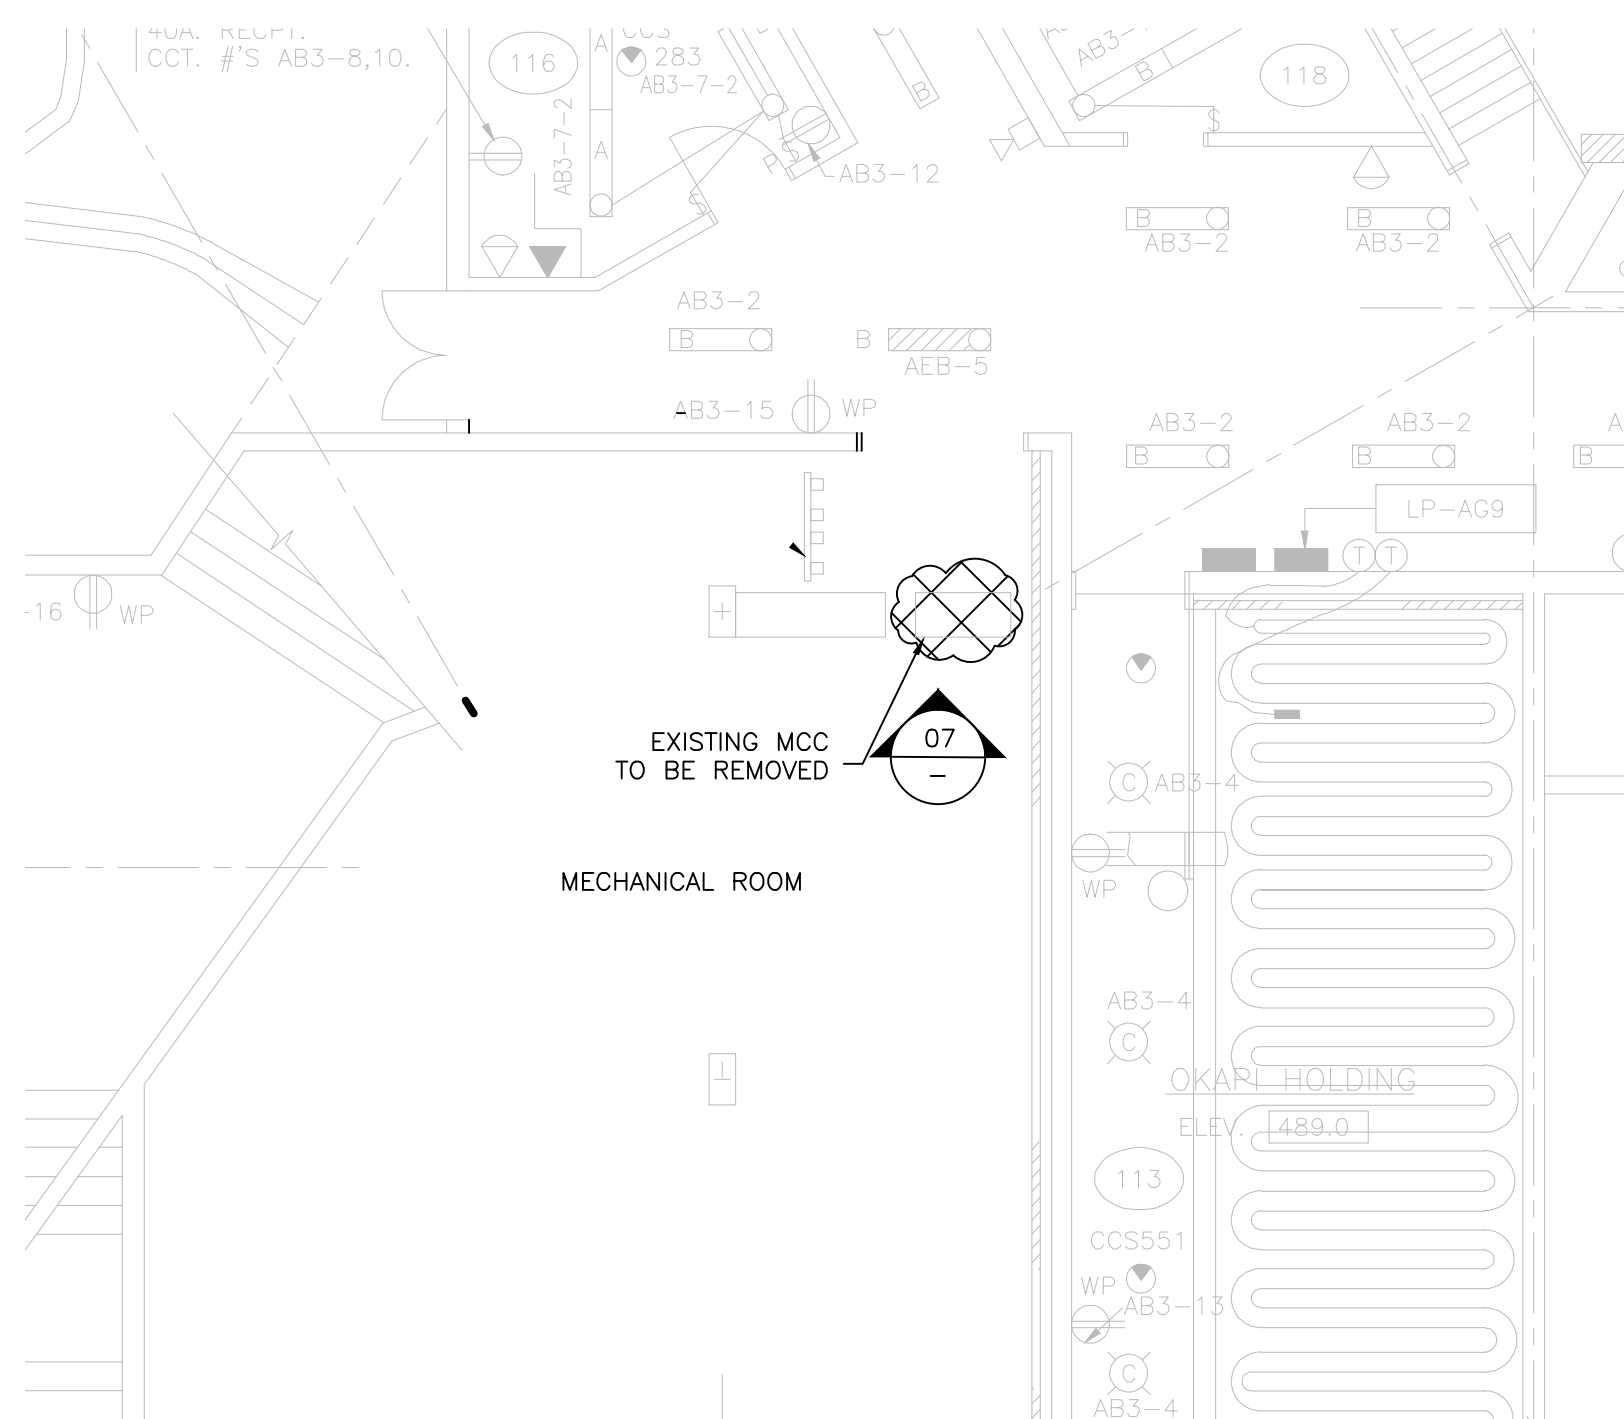 CCT. #'S AB3-8,10.
116
A
283
AB3-7-2
AB3-7-2
A
P
S
S
AB3-12
B
B
118
S
B
AB3-2
B
AB3-2
AB3-2
B
B
AEB-5
AB3-15
WP
AB3-2
B
AB3-2
B
B
LP-AG9
T
T
-16
WP
EXISTING MCC
TO BE REMOVED
07
–
MECHANICAL ROOM
C
AB3-4
WP
AB3-4
C
OKAPI HOLDING
ELEV. 489.0
113
CCS551
WP
AB3-13
C
AB3-4